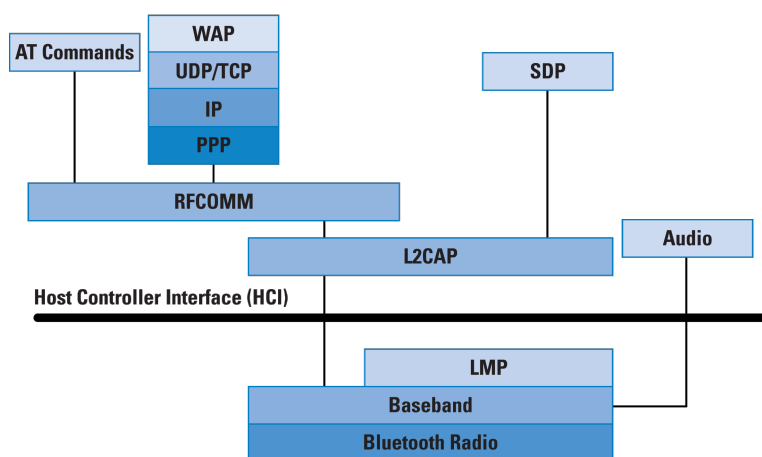 WAP
AT Commands
UDP/TCP
SDP
IP
PPP
RFCOMM
Audio
L2CAP
Host Controller Interface (HCI)
LMP
Baseband
Bluetooth Radio